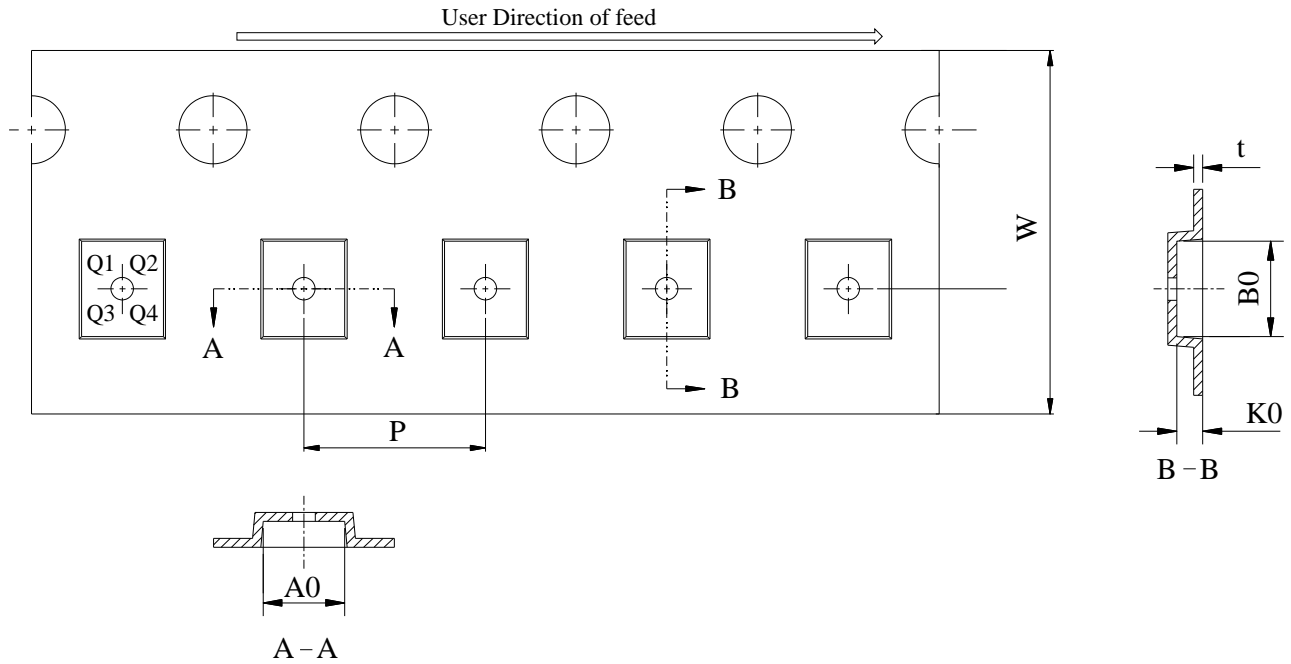 User Direction of feed
t
B
W
Q1 Q2
B0
Q3 Q4
A A
B
K0
P
B – B
A0
A – A